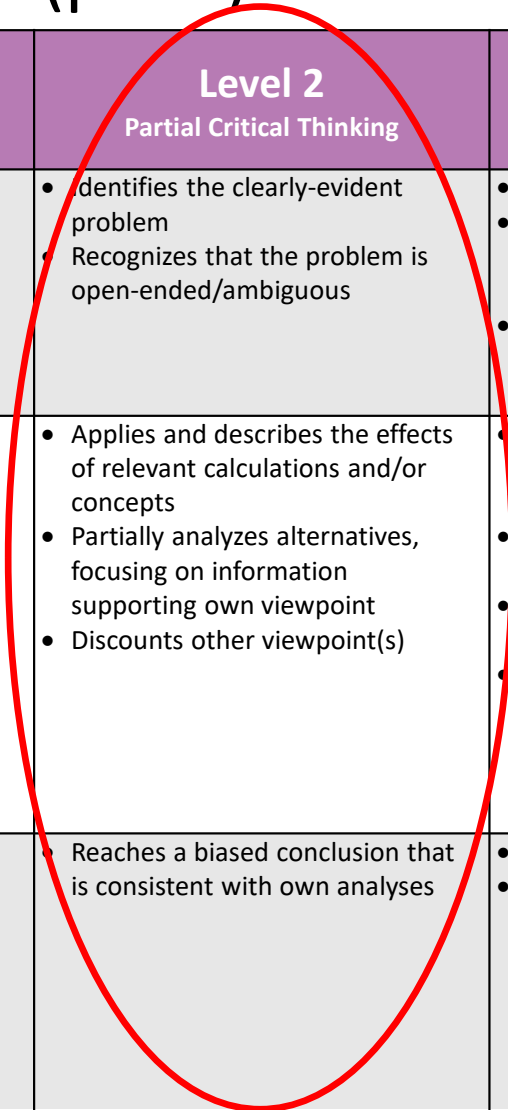 Level 2
Partial Critical Thinking
• Identifies the clearly-evident
problem
• Recognizes that the problem is
open-ended/ambiguous
• Applies and describes the effects
of relevant calculations and/or
concepts
• Partially analyzes alternatives,
focusing on information
supporting own viewpoint
• Discounts other viewpoint(s)
• Reaches a biased conclusion that
is consistent with own analyses